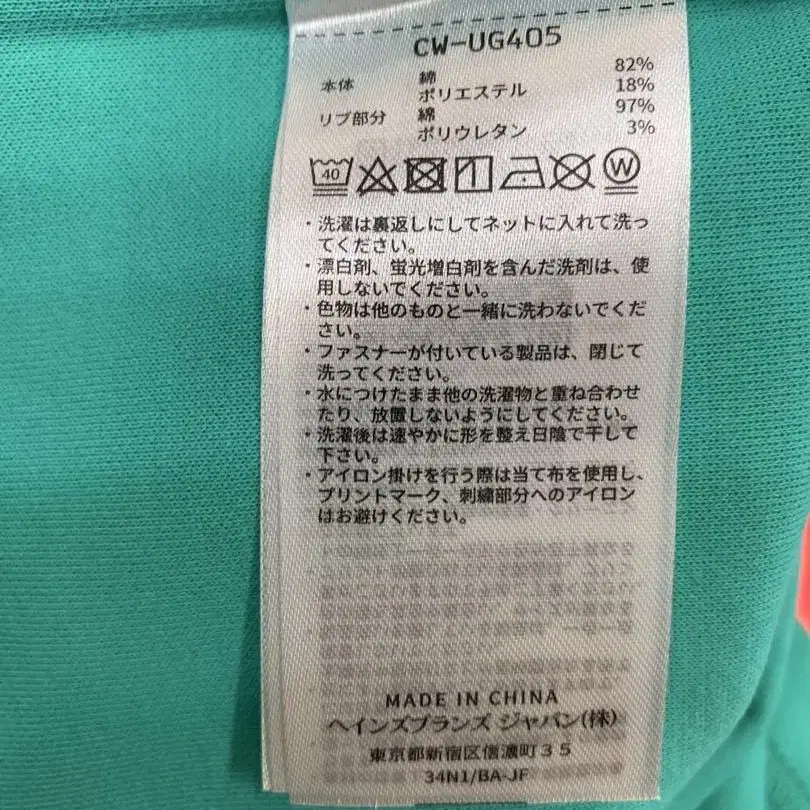 CW-UG405
本体 綿 82%
ポリエステル 18%
リブ部分 綿 97%
ポリウレタン 3%
40 W
・洗濯は裏返しにしてネットに入れて洗っ
てください。
・漂白剤、蛍光増白剤を含んだ洗剤は、使
用しないでください。
・色物は他のものと一緒に洗わないでくだ
さい。
・ファスナーが付いている製品は、閉じて
洗ってください。
・水につけたまま他の洗濯物と重ね合わせ
たり、放置しないようにしてください。
・洗濯後は速やかに形を整え日陰で干して
下さい。
・アイロン掛けを行う際は当て布を使用し、
プリントマーク、刺繍部分へのアイロン
はお避けください。
MADE IN CHINA
ヘインズブランズ ジャパン(株)
東京都新宿区信濃町35
34N1/BA-JF